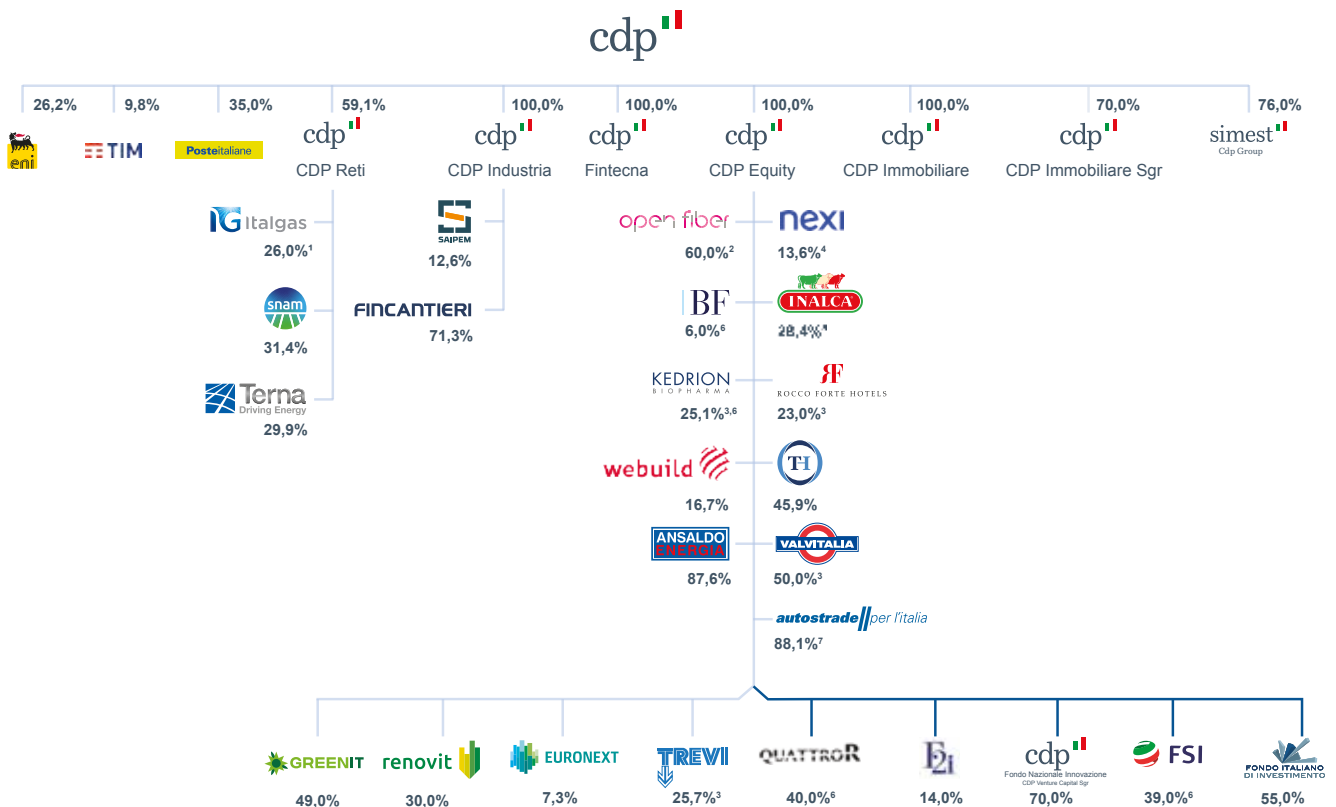 cdp
26,2% 9,8% 35,0% 59,1% 100,0% 100,0% 100,0% 100,0% 70,0% 76,0%
eni TIM Posteitaliane cdp cdp cdp cdp cdp cdp simest
Cdp Group
CDP Reti CDP Industria Fintecna CDP Equity CDP Immobiliare CDP Immobiliare Sgr
IG italgas
26,0%¹
snam
31,4%
Terna
Driving Energy
29,9%
SAIPEM
12,6%
FINCANTIERI
71,3%
open fiber
60,0%²
nexi
13,6%⁴
BF
6,0%⁶
INALCA
28,4%
KEDRION
BIOPHARMA
25,1%³,⁶
RF
ROCCO FORTE HOTELS
23,0%³
webuild
16,7%
TH
45,9%
ANSALDO
ENERGIA
87,6%
VALVITALIA
50,0%³
autostrade // per l'italia
88,1%⁷
GREENIT
49,0%
renovit
30,0%
EURONEXT
7,3%
TREVI
25,7%³
QUATTROR
40,0%⁶
F2i
14,0%
cdp
Fondo Nazionale Innovazione
CDP Venture Capital Sgr
70,0%
FSI
39,0%⁶
FONDO ITALIANO
DI INVESTIMENTO
55,0%